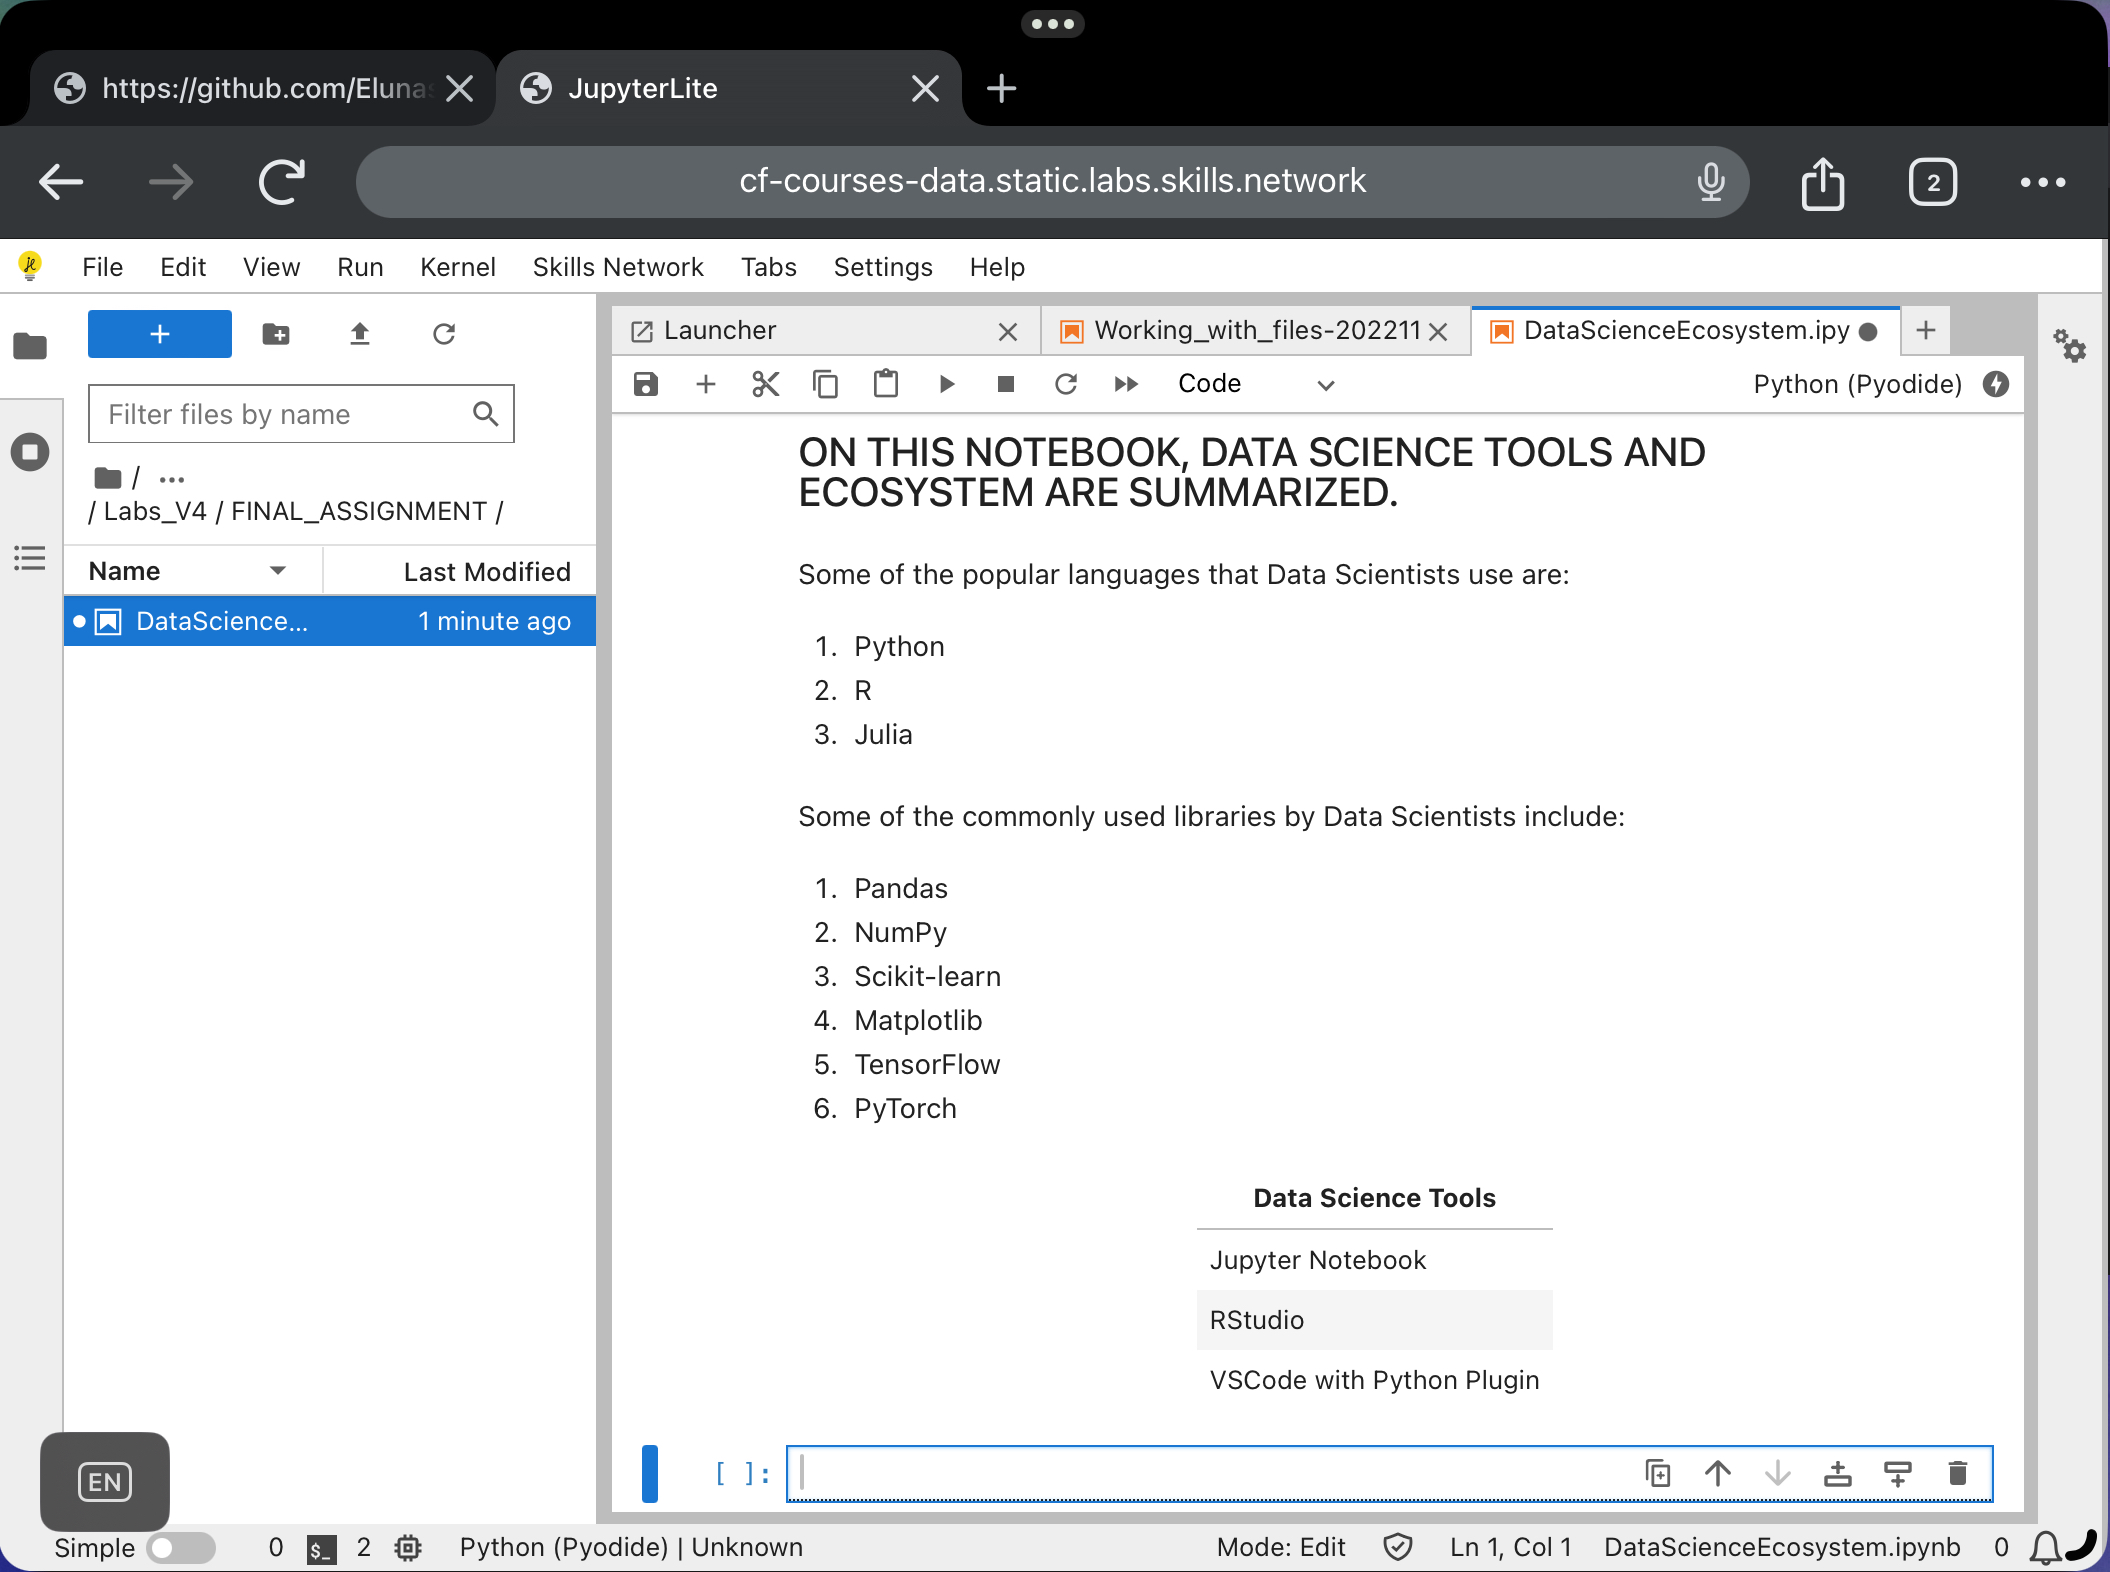 https://github.com/Eluna
JupyterLite
cf-courses-data.static.labs.skills.network
2
File Edit View Run Kernel Skills Network Tabs Settings Help
Launcher
Working_with_files-202211
DataScienceEcosystem.ipy
Filter files by name
Code
Python (Pyodide)
/ ...
/ Labs_V4 / FINAL_ASSIGNMENT /
Name Last Modified
DataScience... 1 minute ago
ON THIS NOTEBOOK, DATA SCIENCE TOOLS AND
ECOSYSTEM ARE SUMMARIZED.
Some of the popular languages that Data Scientists use are:
1. Python
2. R
3. Julia
Some of the commonly used libraries by Data Scientists include:
1. Pandas
2. NumPy
3. Scikit-learn
4. Matplotlib
5. TensorFlow
6. PyTorch
Data Science Tools
Jupyter Notebook
RStudio
VSCode with Python Plugin
[ ]:
EN
Simple 0 $_ 2 Python (Pyodide) | Unknown Mode: Edit Ln 1, Col 1 DataScienceEcosystem.ipynb 0